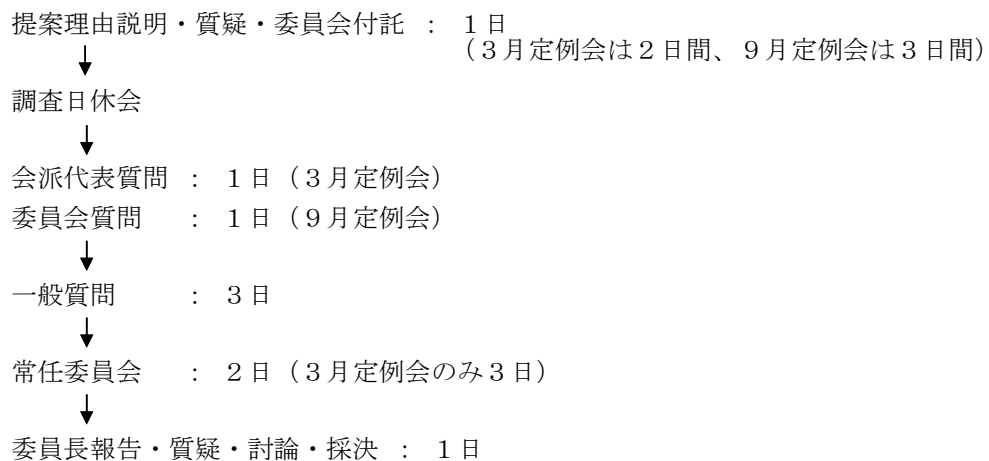 提案理由説明・質疑・委員会付託 : １日
（３月定例会は２日間、９月定例会は３日間）
調査日休会
会派代表質問 : １日（３月定例会）
委員会質問 : １日（９月定例会）
一般質問 : ３日
常任委員会 : ２日（３月定例会のみ３日）
委員長報告・質疑・討論・採決 : １日